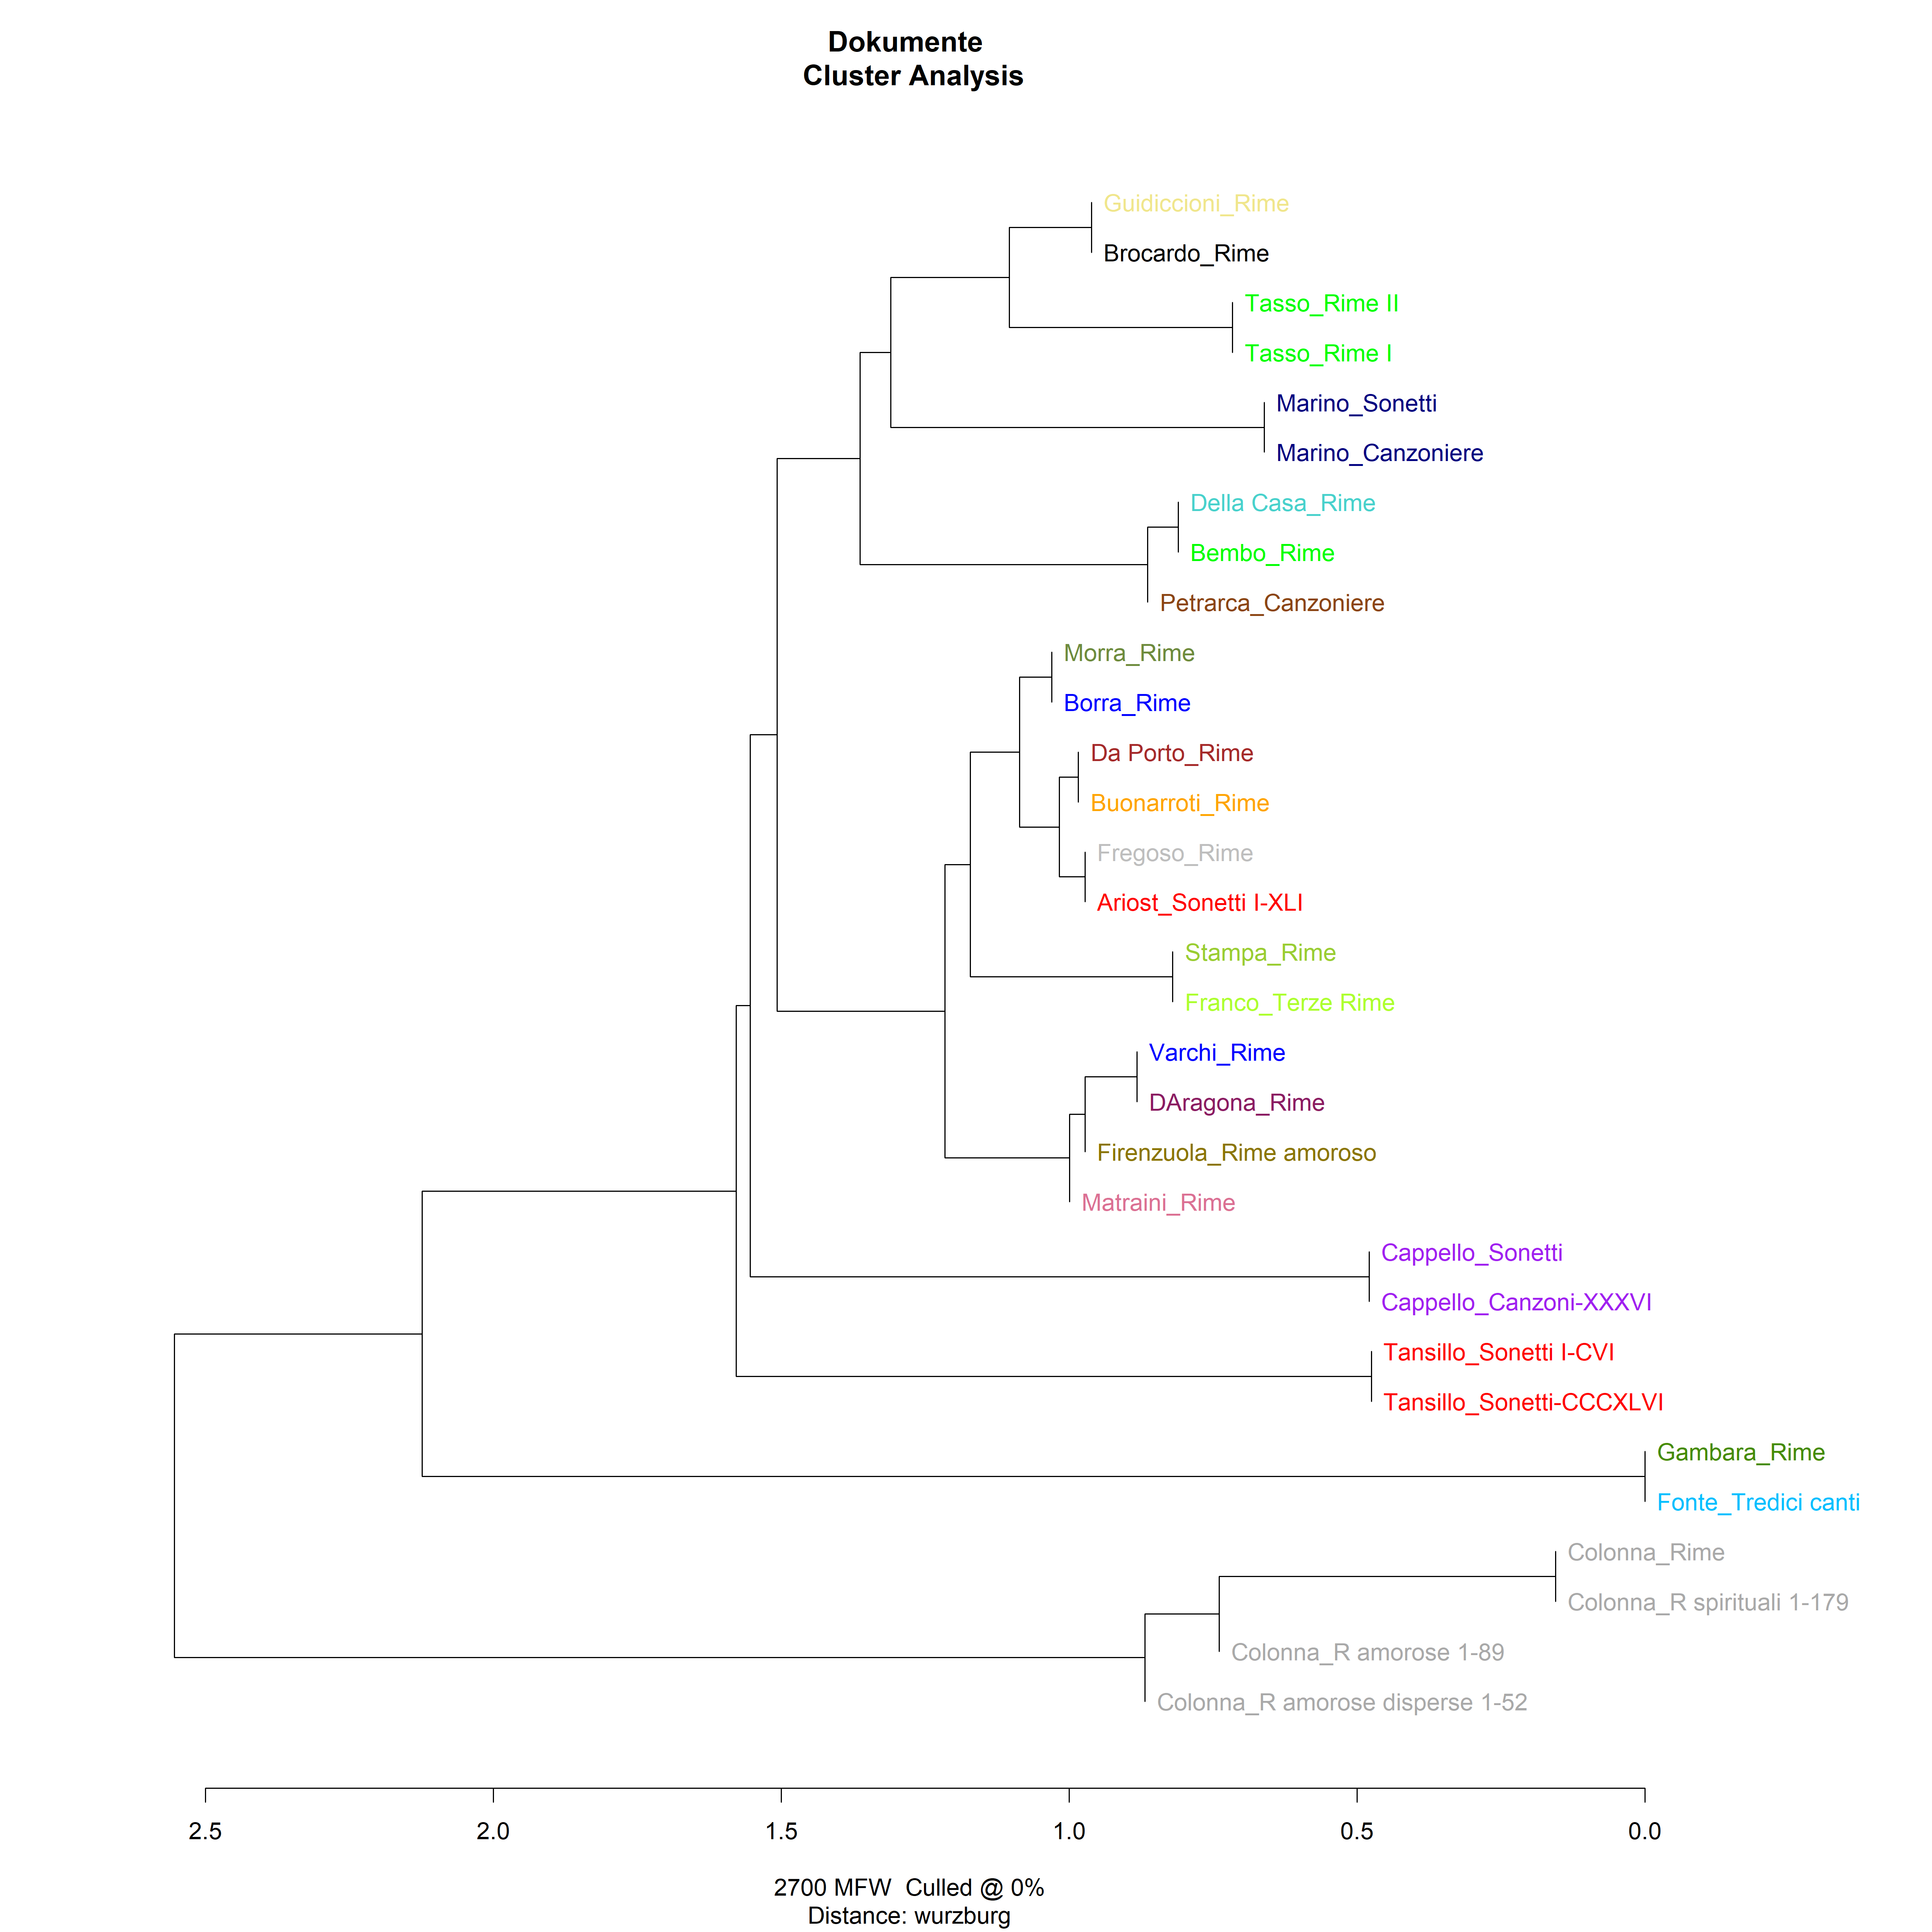 Dokumente
Cluster Analysis
Guidiccioni_Rime
Brocardo_Rime
Tasso_Rime II
Tasso_Rime I
Marino_Sonetti
Marino_Canzoniere
Della Casa_Rime
Bembo_Rime
Petrarca_Canzoniere
Morra_Rime
Borra_Rime
Da Porto_Rime
Buonarroti_Rime
Fregoso_Rime
Ariost_Sonetti I-XLI
Stampa_Rime
Franco_Terze Rime
Varchi_Rime
DAragona_Rime
Firenzuola_Rime amoroso
Matraini_Rime
Cappello_Sonetti
Cappello_Canzoni-XXXVI
Tansillo_Sonetti I-CVI
Tansillo_Sonetti-CCCXLVI
Gambara_Rime
Fonte_Tredici canti
Colonna_Rime
Colonna_R spirituali 1-179
Colonna_R amorose 1-89
Colonna_R amorose disperse 1-52
2.5 2.0 1.5 1.0 0.5 0.0
2700 MFW  Culled @ 0%
Distance: wurzburg